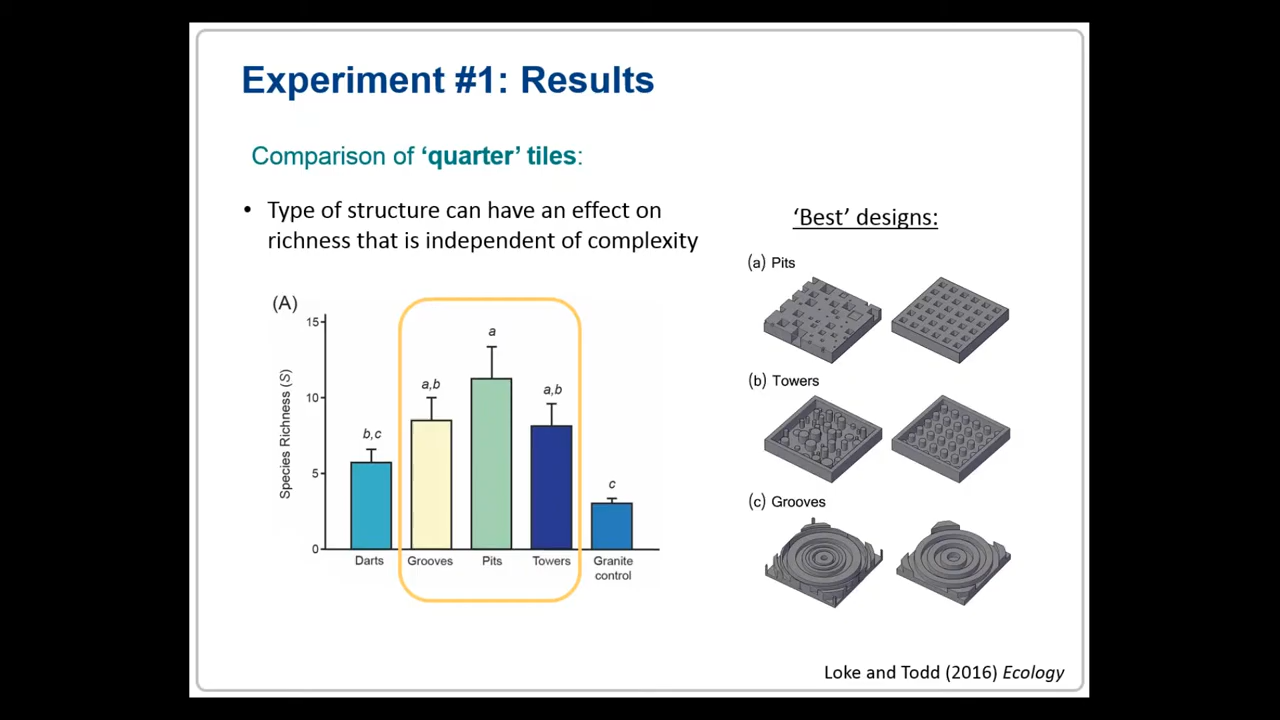 Experiment #1: Results
Comparison of ‘quarter’ tiles:
• Type of structure can have an effect on
richness that is independent of complexity
(A)
Species Richness (S)
15
10
5
0
b,c
a,b
a
a,b
c
Darts
Grooves
Pits
Towers
Granite
control
‘Best’ designs:
(a) Pits
(b) Towers
(c) Grooves
Loke and Todd (2016) Ecology